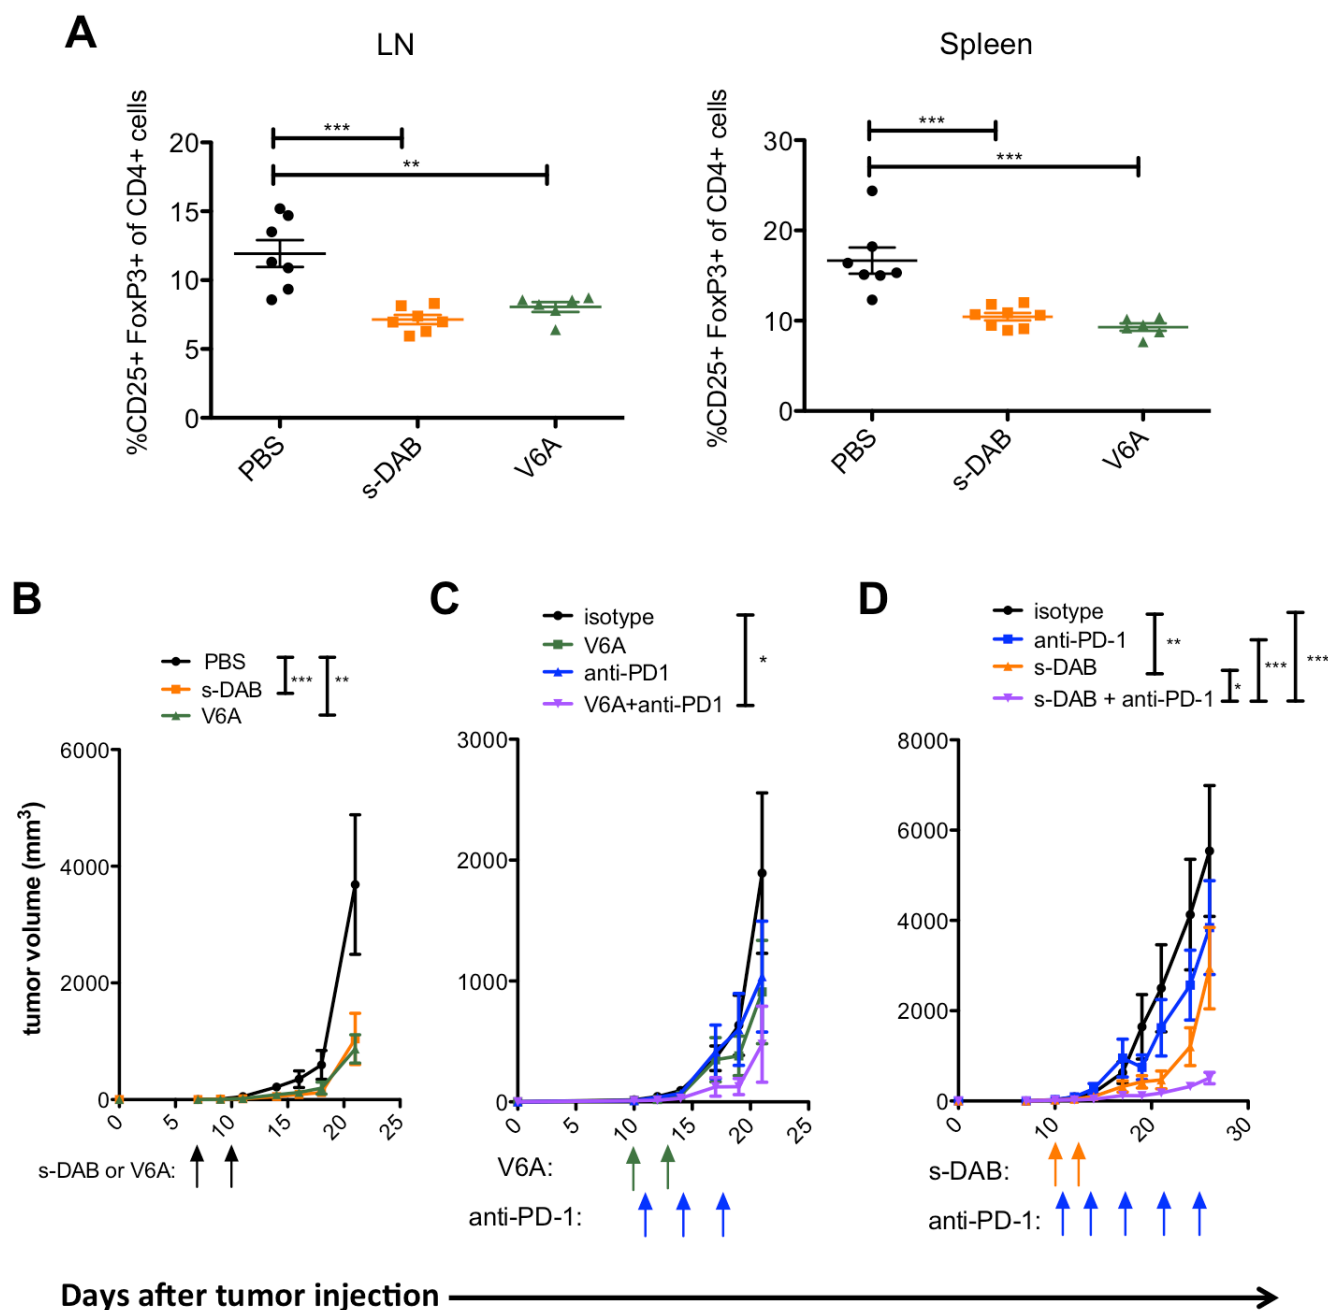 A
LN
Spleen
%CD25+ FoxP3+ of CD4+ cells
20
15
10
5
0
***
**
PBS
s-DAB
V6A
%CD25+ FoxP3+ of CD4+ cells
30
20
10
0
***
***
PBS
s-DAB
V6A
B
PBS
s-DAB
V6A
***
**
tumor volume (mm3)
6000
4000
2000
0
0
5
10
15
20
25
s-DAB or V6A:
C
isotype
V6A
anti-PD1
V6A+anti-PD1
*
3000
2000
1000
0
0
5
10
15
20
25
V6A:
anti-PD-1:
D
isotype
anti-PD-1
s-DAB
s-DAB + anti-PD-1
**
*
***
***
8000
6000
4000
2000
0
0
10
20
30
s-DAB:
anti-PD-1:
Days after tumor injection